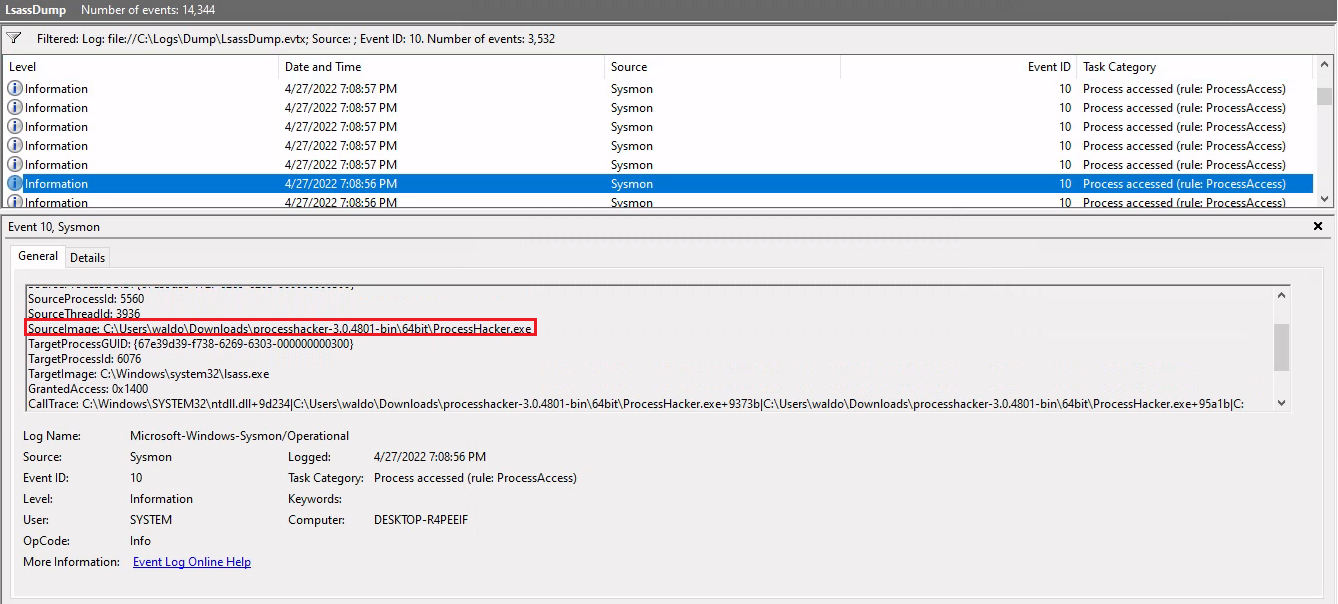 LsassDump Number of events: 14,344
Filtered: Log: file://C:\Logs\Dump\LsassDump.evtx; Source: ; Event ID: 10. Number of events: 3,532
Level Date and Time Source Event ID Task Category
Information 4/27/2022 7:08:57 PM Sysmon 10 Process accessed (rule: ProcessAccess)
Information 4/27/2022 7:08:57 PM Sysmon 10 Process accessed (rule: ProcessAccess)
Information 4/27/2022 7:08:57 PM Sysmon 10 Process accessed (rule: ProcessAccess)
Information 4/27/2022 7:08:57 PM Sysmon 10 Process accessed (rule: ProcessAccess)
Information 4/27/2022 7:08:57 PM Sysmon 10 Process accessed (rule: ProcessAccess)
Information 4/27/2022 7:08:56 PM Sysmon 10 Process accessed (rule: ProcessAccess)
Information 4/27/2022 7:08:56 PM Sysmon 10 Process accessed (rule: ProcessAccess)
Event 10, Sysmon
General Details
SourceProcessId: 5560
SourceThreadId: 3936
SourceImage: C:\Users\waldo\Downloads\processhacker-3.0.4801-bin\64bit\ProcessHacker.exe
TargetProcessGUID: {67e39d39-f738-6269-6303-000000000300}
TargetProcessId: 6076
TargetImage: C:\Windows\system32\lsass.exe
GrantedAccess: 0x1400
CallTrace: C:\Windows\SYSTEM32\ntdll.dll+9d234|C:\Users\waldo\Downloads\processhacker-3.0.4801-bin\64bit\ProcessHacker.exe+9373b|C:\Users\waldo\Downloads\processhacker-3.0.4801-bin\64bit\ProcessHacker.exe+95a1b|C:
Log Name: Microsoft-Windows-Sysmon/Operational
Source: Sysmon Logged: 4/27/2022 7:08:56 PM
Event ID: 10 Task Category: Process accessed (rule: ProcessAccess)
Level: Information Keywords:
User: SYSTEM Computer: DESKTOP-R4PEEIF
OpCode: Info
More Information: Event Log Online Help